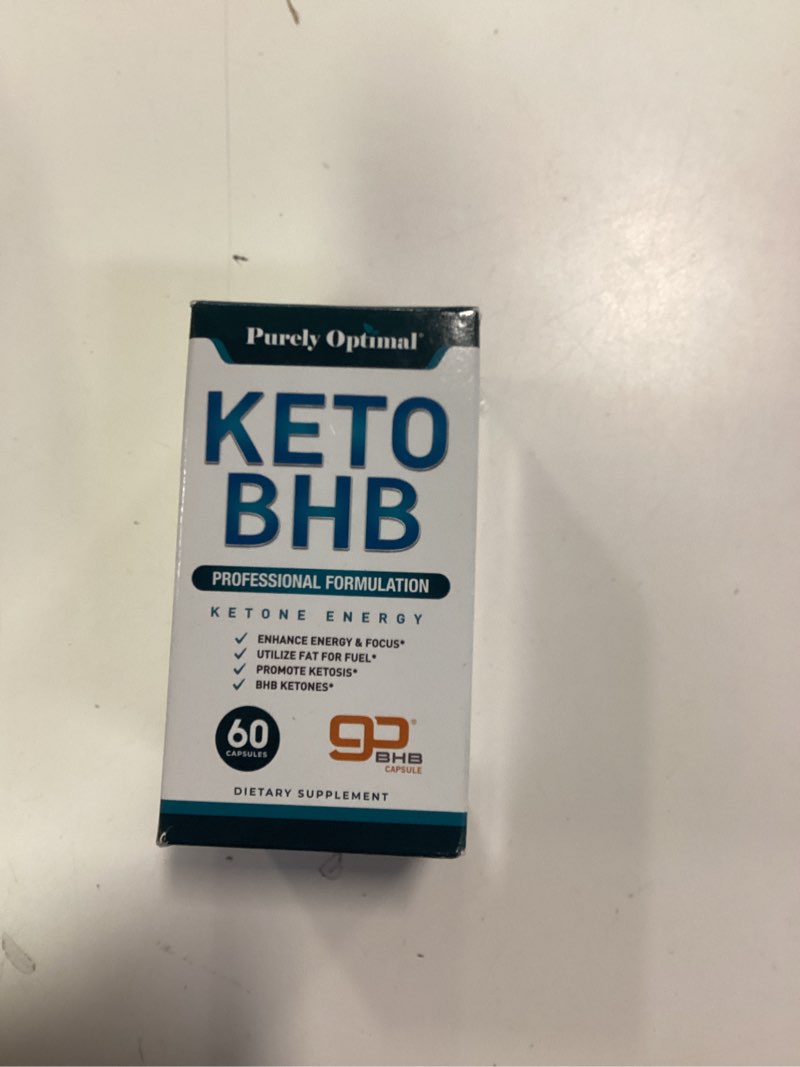 Purely Optimal®
KETO
BHB
PROFESSIONAL FORMULATION
KETONE ENERGY
ENHANCE ENERGY & FOCUS*
UTILIZE FAT FOR FUEL*
PROMOTE KETOSIS*
BHB KETONES*
60
CAPSULES
go®
BHB
CAPSULE
DIETARY SUPPLEMENT